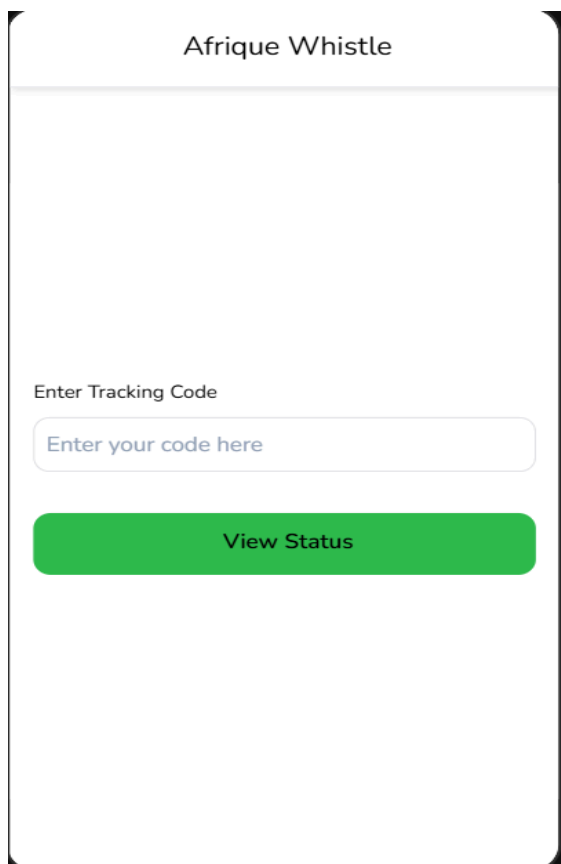 Afrique Whistle
Enter Tracking Code
Enter your code here
View Status